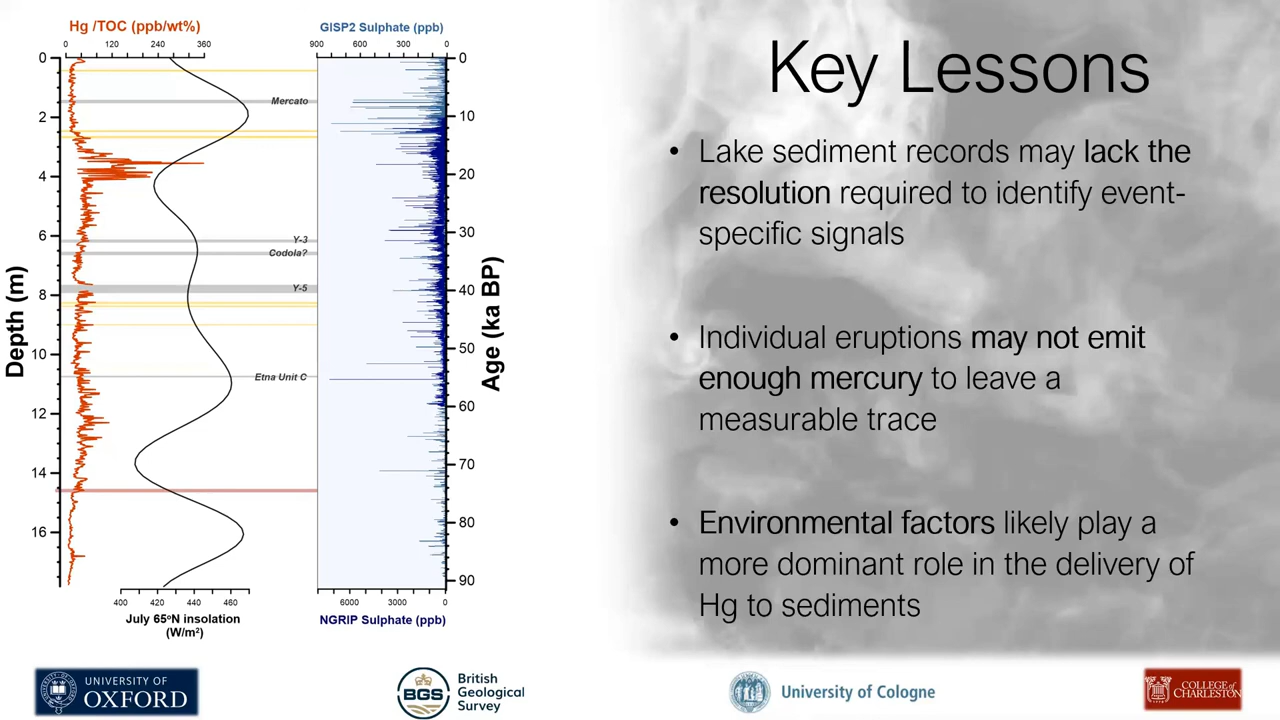 Hg /TOC (ppb/wt%)
0 120 240 360
GISP2 Sulphate (ppb)
900 600 300 0
Depth (m)
0
2
4
6
8
10
12
14
16
Mercato
Y-3
Codola?
Y-5
Etna Unit C
Age (ka BP)
0
10
20
30
40
50
60
70
80
90
400 420 440 460
July 65°N insolation
(W/m²)
6000 3000 0
NGRIP Sulphate (ppb)
Key Lessons
• Lake sediment records may lack the
resolution required to identify event-
specific signals
• Individual eruptions may not emit
enough mercury to leave a
measurable trace
• Environmental factors likely play a
more dominant role in the delivery of
Hg to sediments
UNIVERSITY OF
OXFORD
BGS
British
Geological
Survey
University of Cologne
COLLEGE of
CHARLESTON